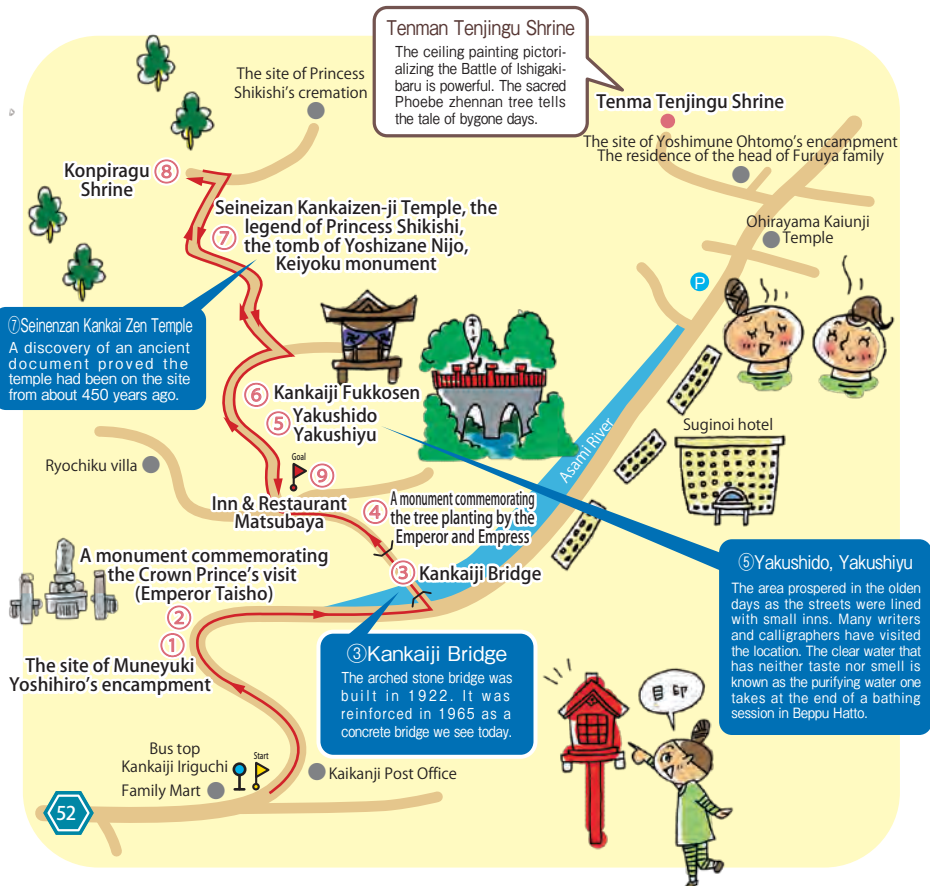 Tenman Tenjingu Shrine
The ceiling painting pictori-
alizing the Battle of Ishigaki-
baru is powerful. The sacred
Phoebe zhennan tree tells
the tale of bygone days.
The site of Princess
Shikishi's cremation
Tenma Tenjingu Shrine
The site of Yoshimune Ohtomo's encampment
The residence of the head of Furuya family
Konpiragu
Shrine
⑧
Seineizan Kankaizen-ji Temple, the
legend of Princess Shikishi,
⑦
the tomb of Yoshizane Nijo,
Keiyoku monument
Ohirayama Kaiunji
Temple
P
⑦Seinenzan Kankai Zen Temple
A discovery of an ancient
document proved the
temple had been on the site
from about 450 years ago.
⑥ Kankaiji Fukkosen
⑤ Yakushido
Yakushiyu
Asami River
Suginoi hotel
Ryochiku villa
Goal
⑨
Inn & Restaurant
Matsubaya
④
A monument commemorating
the tree planting by the
Emperor and Empress
③ Kankaiji Bridge
A monument commemorating
the Crown Prince's visit
(Emperor Taisho)
②
①
The site of Muneyuki
Yoshihiro's encampment
③Kankaiji Bridge
The arched stone bridge was
built in 1922. It was
reinforced in 1965 as a
concrete bridge we see today.
⑤Yakushido, Yakushiyu
The area prospered in the olden
days as the streets were lined
with small inns. Many writers
and calligraphers have visited
the location. The clear water that
has neither taste nor smell is
known as the purifying water one
takes at the end of a bathing
session in Beppu Hatto.
目印
Bus top
Kankaiji Iriguchi
Start
Family Mart
Kaikanji Post Office
52